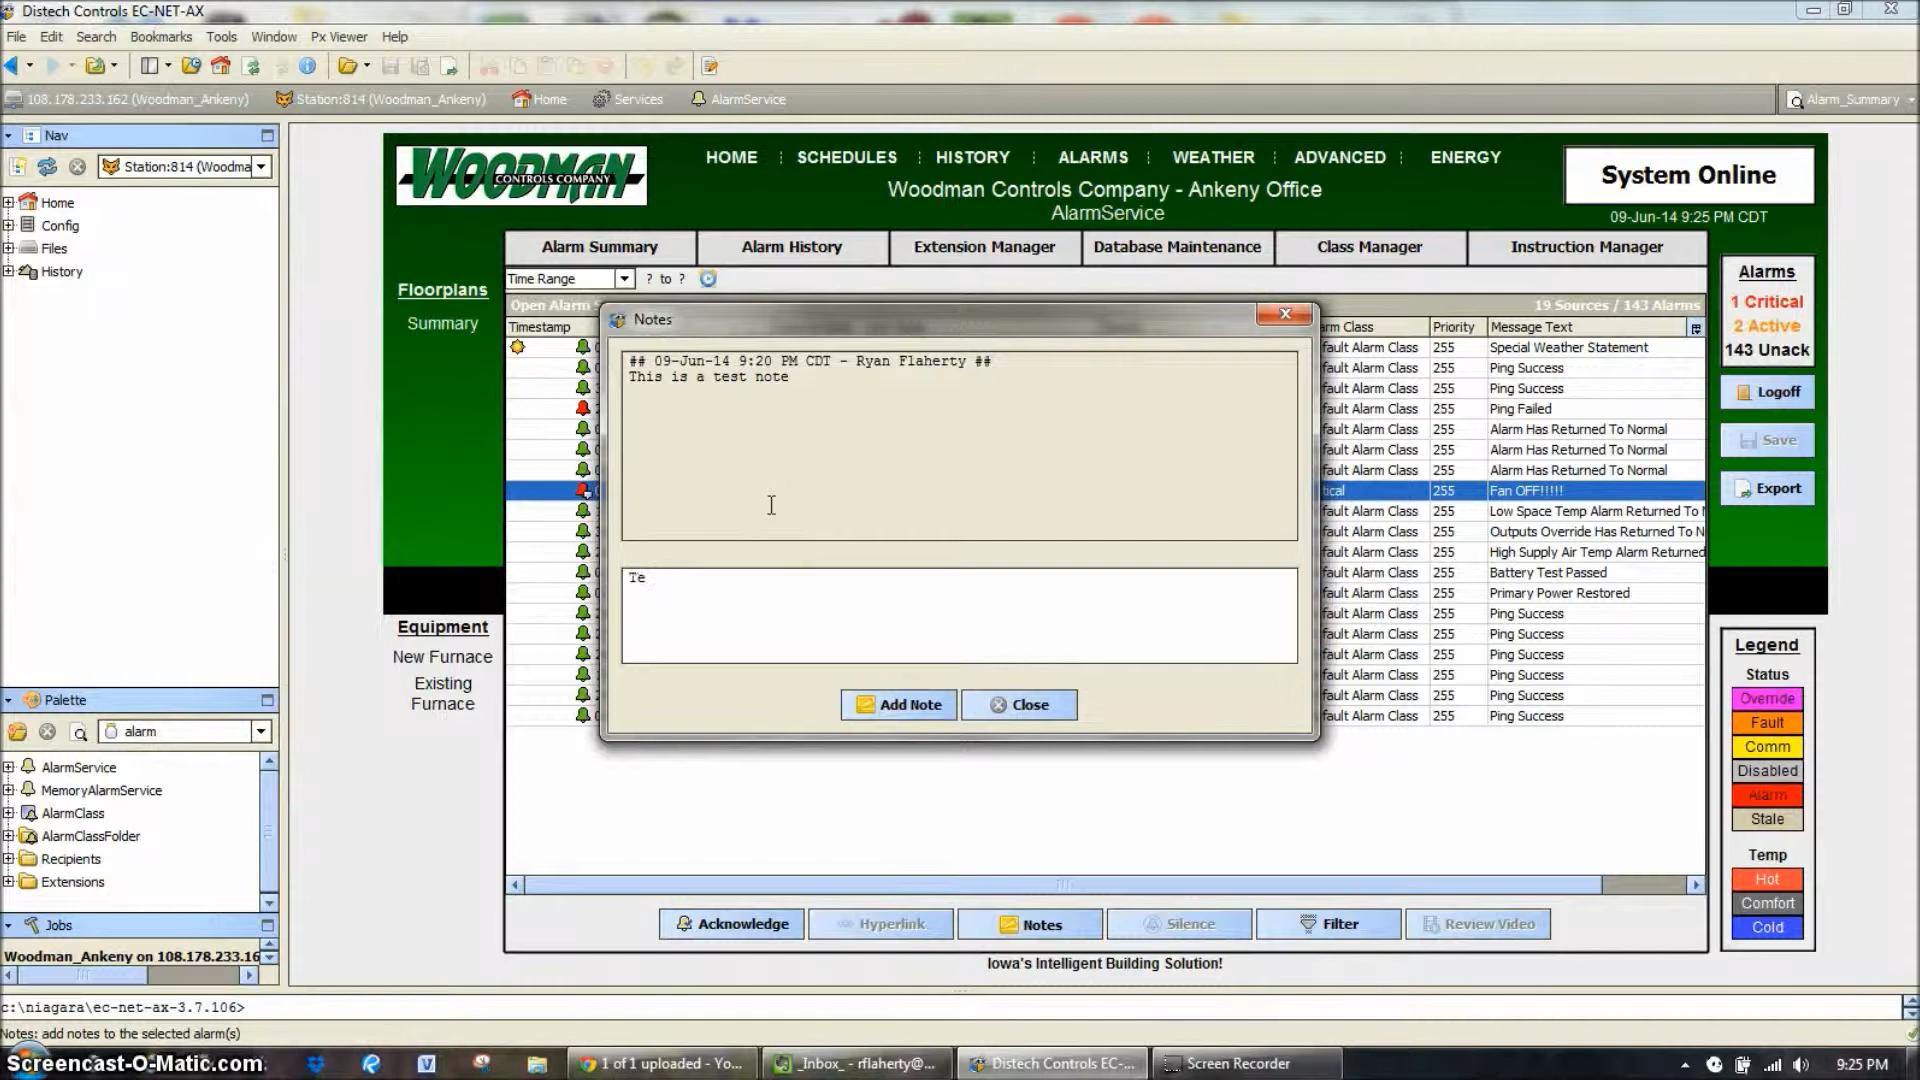 Distech Controls EC-NET-AX
File Edit Search Bookmarks Tools Window Px Viewer Help
108.178.233.162 (Woodman_Ankeny) Station:814 (Woodman_Ankeny) Home Services AlarmService Alarm_Summary
Nav
Station:814 (Woodma
Home
Config
Files
History
WOODMAN
CONTROLS COMPANY
HOME SCHEDULES HISTORY ALARMS WEATHER ADVANCED ENERGY
Woodman Controls Company - Ankeny Office
AlarmService
System Online
09-Jun-14 9:25 PM CDT
Alarm Summary Alarm History Extension Manager Database Maintenance Class Manager Instruction Manager
Time Range ? to ?
Floorplans
Summary
Equipment
New Furnace
Existing
Furnace
Open Alarm 19 Sources / 143 Alarms
Timestamp rm Class Priority Message Text
fault Alarm Class 255 Special Weather Statement
fault Alarm Class 255 Ping Success
fault Alarm Class 255 Ping Success
fault Alarm Class 255 Ping Failed
fault Alarm Class 255 Alarm Has Returned To Normal
fault Alarm Class 255 Alarm Has Returned To Normal
fault Alarm Class 255 Alarm Has Returned To Normal
tical 255 Fan OFF!!!!!
fault Alarm Class 255 Low Space Temp Alarm Returned To N
fault Alarm Class 255 Outputs Override Has Returned To N
fault Alarm Class 255 High Supply Air Temp Alarm Returned
fault Alarm Class 255 Battery Test Passed
fault Alarm Class 255 Primary Power Restored
fault Alarm Class 255 Ping Success
fault Alarm Class 255 Ping Success
fault Alarm Class 255 Ping Success
fault Alarm Class 255 Ping Success
fault Alarm Class 255 Ping Success
fault Alarm Class 255 Ping Success
Notes
## 09-Jun-14 9:20 PM CDT - Ryan Flaherty ##
This is a test note
Te
Add Note Close
Alarms
1 Critical
2 Active
143 Unack
Logoff
Save
Export
Legend
Status
Override
Fault
Comm
Disabled
Alarm
Stale
Temp
Hot
Comfort
Cold
Acknowledge Hyperlink Notes Silence Filter Review Video
Iowa's Intelligent Building Solution!
Palette
alarm
AlarmService
MemoryAlarmService
AlarmClass
AlarmClassFolder
Recipients
Extensions
Jobs
Woodman_Ankeny on 108.178.233.16
c:\niagara\ec-net-ax-3.7.106>
Notes: add notes to the selected alarm(s)
Screencast-O-Matic.com
1 of 1 uploaded - Yo... _Inbox_ - rflaherty@... Distech Controls EC-... Screen Recorder 9:25 PM